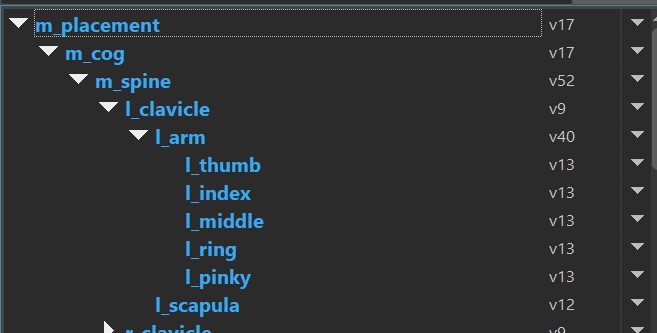 m_placement v17
m_cog v17
m_spine v52
l_clavicle v9
l_arm v40
l_thumb v13
l_index v13
l_middle v13
l_ring v13
l_pinky v13
l_scapula v12
r_clavicle v9